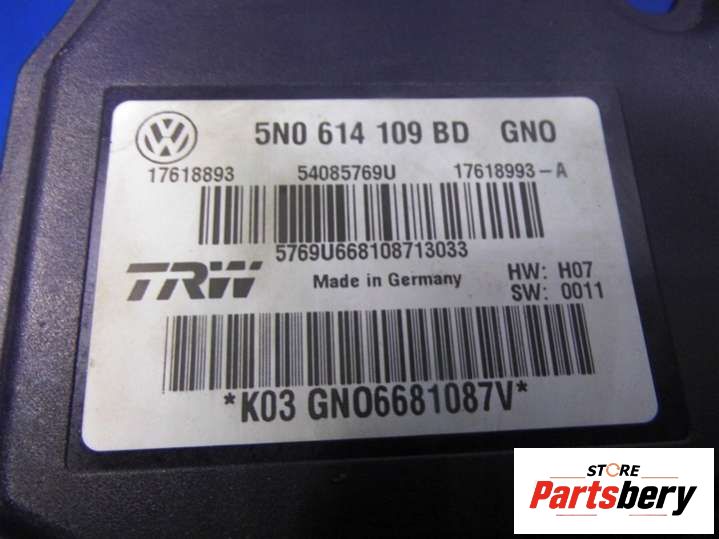 VW
5N0 614 109 BD GNO
17618893 54085769U 17618993-A
5769U668108713033
TRW Made in Germany HW: H07
SW: 0011
*K03 GNO6681087V*
STORE
Partsbery